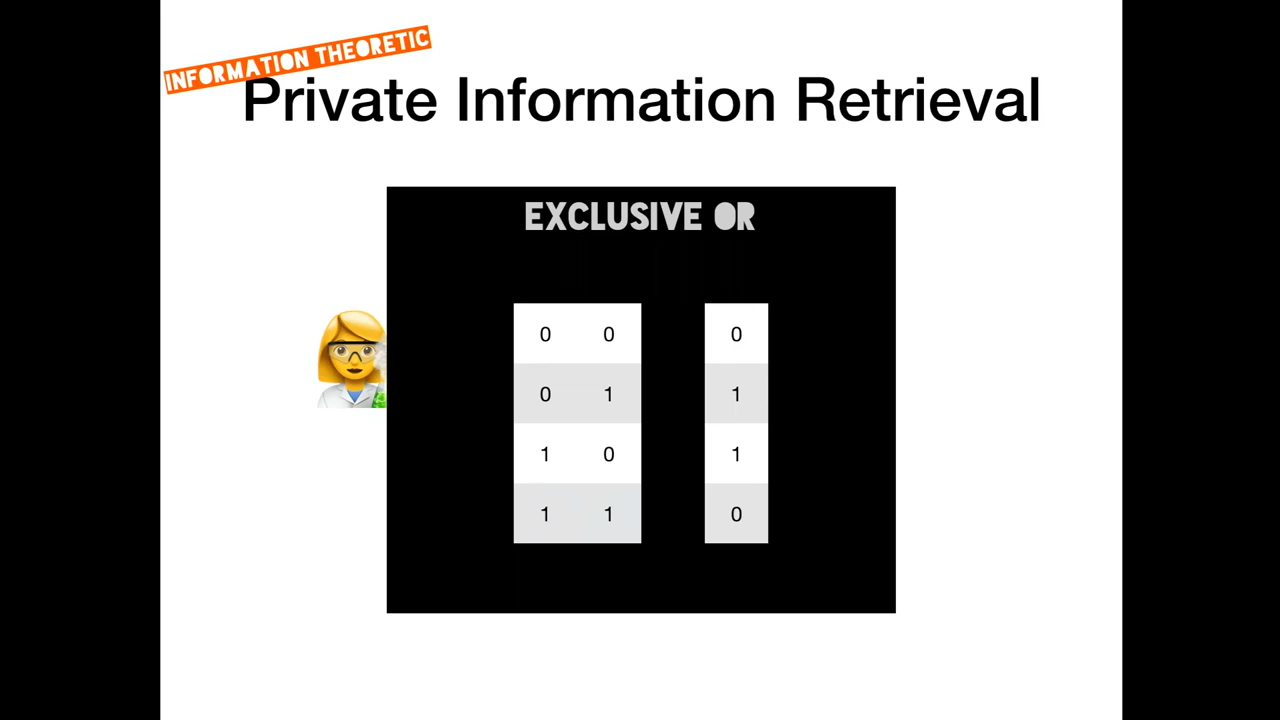 INFORMATION THEORETIC
Private Information Retrieval
EXCLUSIVE OR
0 0 0
0 1 1
1 0 1
1 1 0